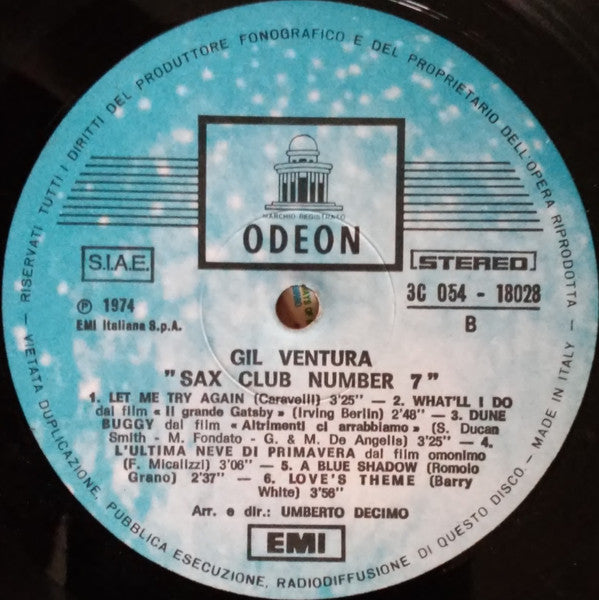 RISERVATI TUTTI I DIRITTI DEL PRODUTTORE FONOGRAFICO E DEL PROPRIETARIO DELL'OPERA RIPRODOTTA
MARCHIO REGISTRATO
ODEON
S.I.A.E.
STEREO
℗ 1974
EMI Italiana S.p.A.
3C 054 - 18028
B
GIL VENTURA
"SAX CLUB NUMBER 7"
1. LET ME TRY AGAIN (Caravelli) 3'25" — 2. WHAT'LL I DO
dal film « Il grande Gatsby » (Irving Berlin) 2'48" — 3. DUNE
BUGGY dal film « Altrimenti ci arrabbiamo » (S. Ducan
Smith - M. Fondato - G. & M. De Angelis) 3'25" — 4.
L'ULTIMA NEVE DI PRIMAVERA dal film omonimo
(F. Micalizzi) 3'06" — 5. A BLUE SHADOW (Romolo
Grano) 2'37" — 6. LOVE'S THEME (Barry
White) 3'56"
Arr. e dir.: UMBERTO DECIMO
EMI
VIETATA DUPLICAZIONE, PUBBLICA ESECUZIONE, RADIODIFFUSIONE DI QUESTO DISCO - MADE IN ITALY -